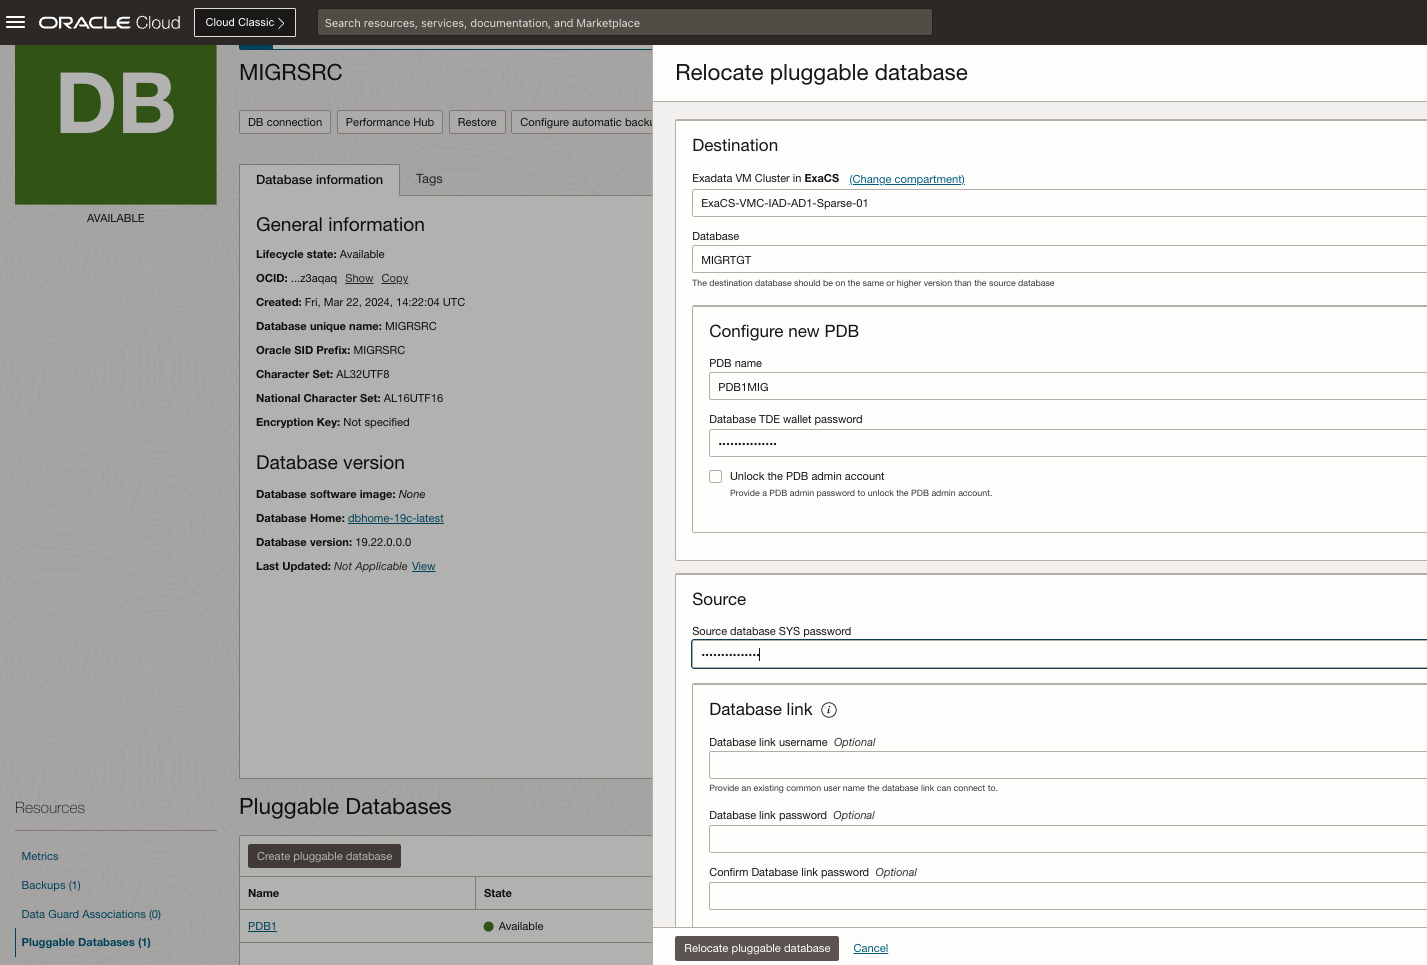 ORACLE Cloud
Cloud Classic
Search resources, services, documentation, and Marketplace
DB
AVAILABLE
MIGRSRC
DB connection
Performance Hub
Restore
Configure automatic backu
Database information
Tags
General information
Lifecycle state: Available
OCID: ...z3aqaq Show Copy
Created: Fri, Mar 22, 2024, 14:22:04 UTC
Database unique name: MIGRSRC
Oracle SID Prefix: MIGRSRC
Character Set: AL32UTF8
National Character Set: AL16UTF16
Encryption Key: Not specified
Database version
Database software image: None
Database Home: dbhome-19c-latest
Database version: 19.22.0.0.0
Last Updated: Not Applicable View
Resources
Metrics
Backups (1)
Data Guard Associations (0)
Pluggable Databases (1)
Pluggable Databases
Create pluggable database
Name State
PDB1 Available
Relocate pluggable database
Destination
Exadata VM Cluster in ExaCS (Change compartment)
ExaCS-VMC-IAD-AD1-Sparse-01
Database
MIGRTGT
The destination database should be on the same or higher version than the source database
Configure new PDB
PDB name
PDB1MIG
Database TDE wallet password
•••••••••••••••
Unlock the PDB admin account
Provide a PDB admin password to unlock the PDB admin account.
Source
Source database SYS password
•••••••••••••••
Database link i
Database link username Optional
Provide an existing common user name the database link can connect to.
Database link password Optional
Confirm Database link password Optional
Relocate pluggable database
Cancel